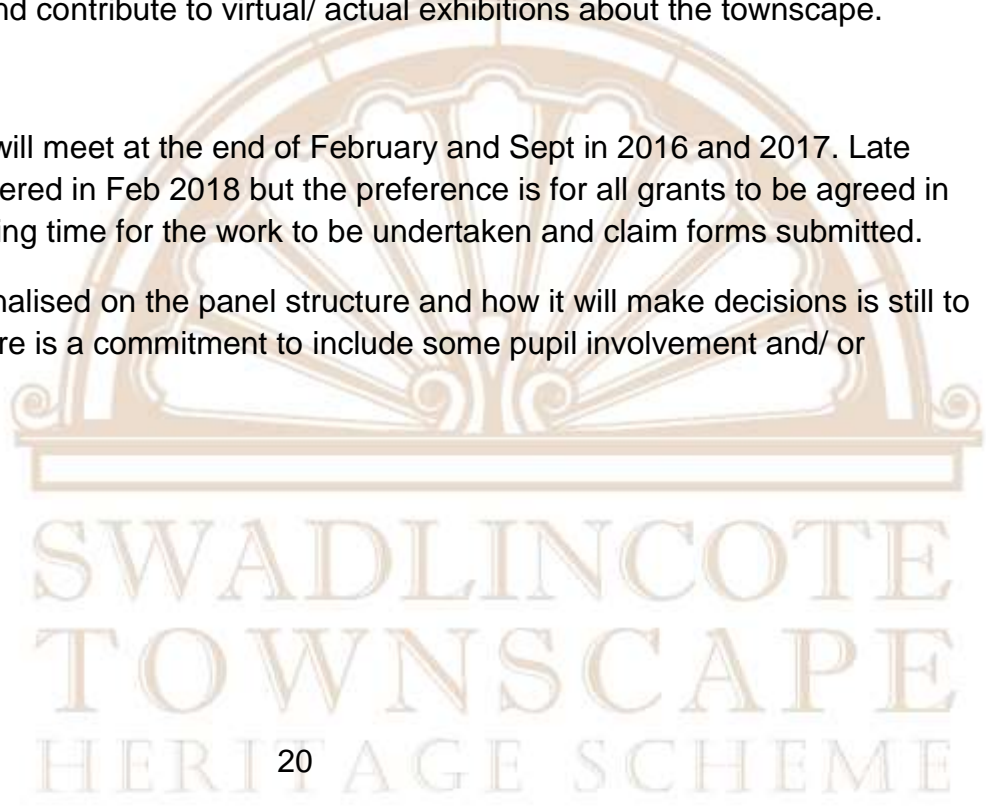 nd contribute to virtual/ actual exhibitions about the townscape.
will meet at the end of February and Sept in 2016 and 2017. Late
ered in Feb 2018 but the preference is for all grants to be agreed in
ing time for the work to be undertaken and claim forms submitted.
nalised on the panel structure and how it will make decisions is still to
re is a commitment to include some pupil involvement and/ or
SWADLINCOTE
TOWNSCAPE
HERITAGE SCHEME
20